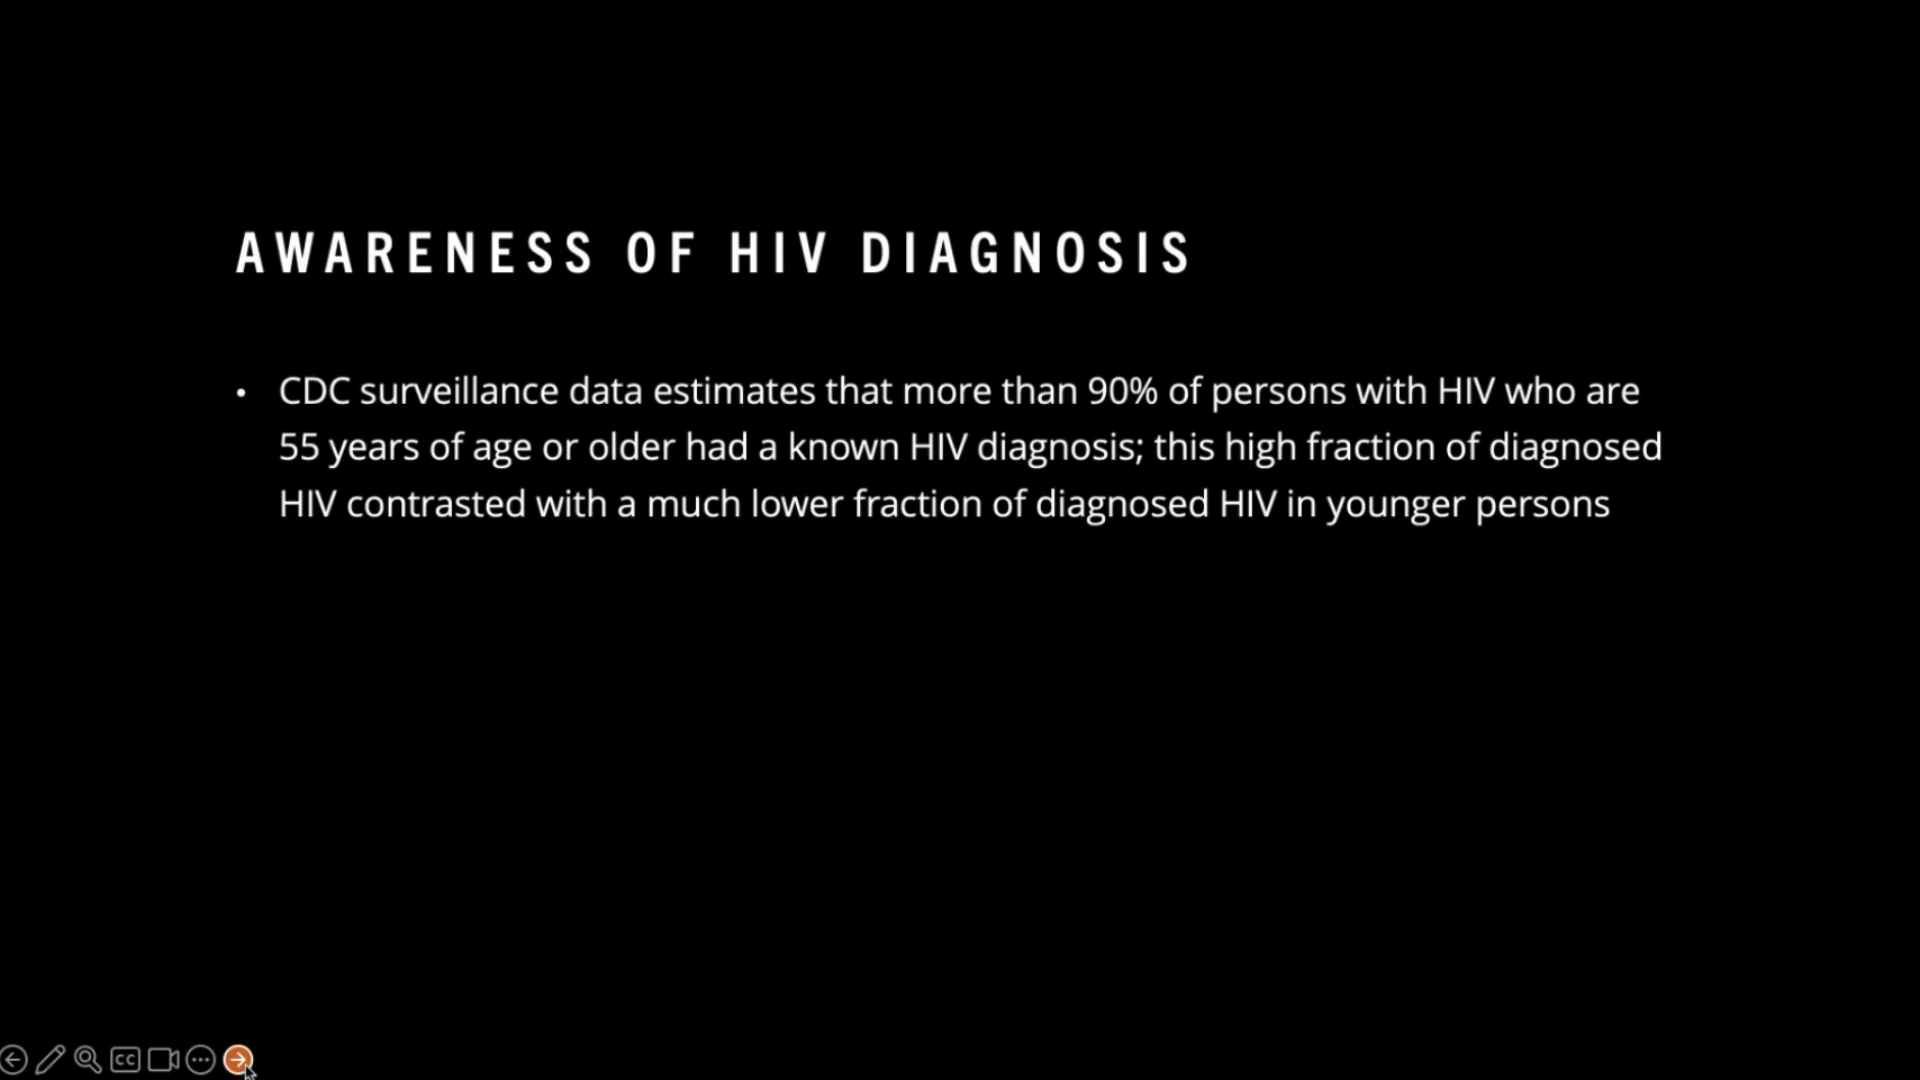 AWARENESS OF HIV DIAGNOSIS
• CDC surveillance data estimates that more than 90% of persons with HIV who are
55 years of age or older had a known HIV diagnosis; this high fraction of diagnosed
HIV contrasted with a much lower fraction of diagnosed HIV in younger persons
CC